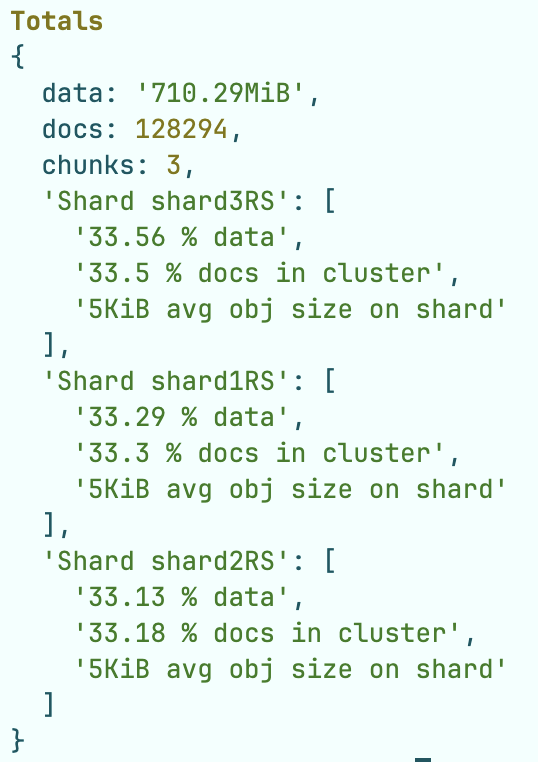 Totals
{
  data: '710.29MiB',
  docs: 128294,
  chunks: 3,
  'Shard shard3RS': [
    '33.56 % data',
    '33.5 % docs in cluster',
    '5KiB avg obj size on shard'
  ],
  'Shard shard1RS': [
    '33.29 % data',
    '33.3 % docs in cluster',
    '5KiB avg obj size on shard'
  ],
  'Shard shard2RS': [
    '33.13 % data',
    '33.18 % docs in cluster',
    '5KiB avg obj size on shard'
  ]
}